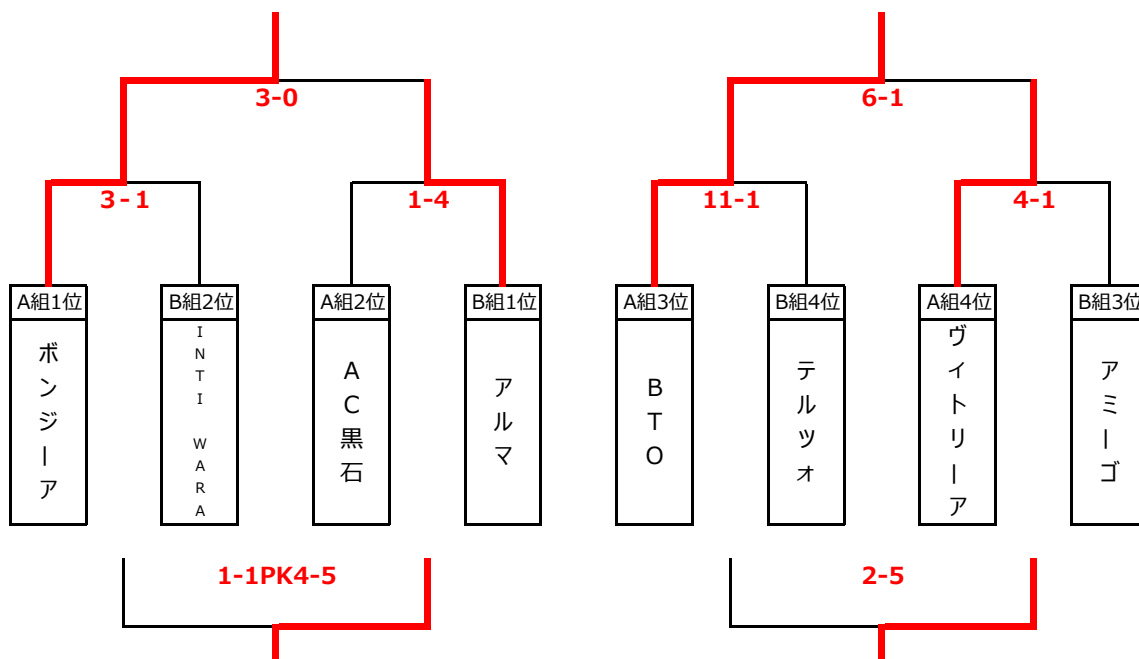 3-0
6-1
3-1
1-4
11-1
4-1
A組1位
B組2位
A組2位
B組1位
A組3位
B組4位
A組4位
B組3位
ボンジーア
INTI WARA
AC黒石
アルマ
BTO
テルツォ
ヴィトリーア
アミーゴ
1-1PK4-5
2-5